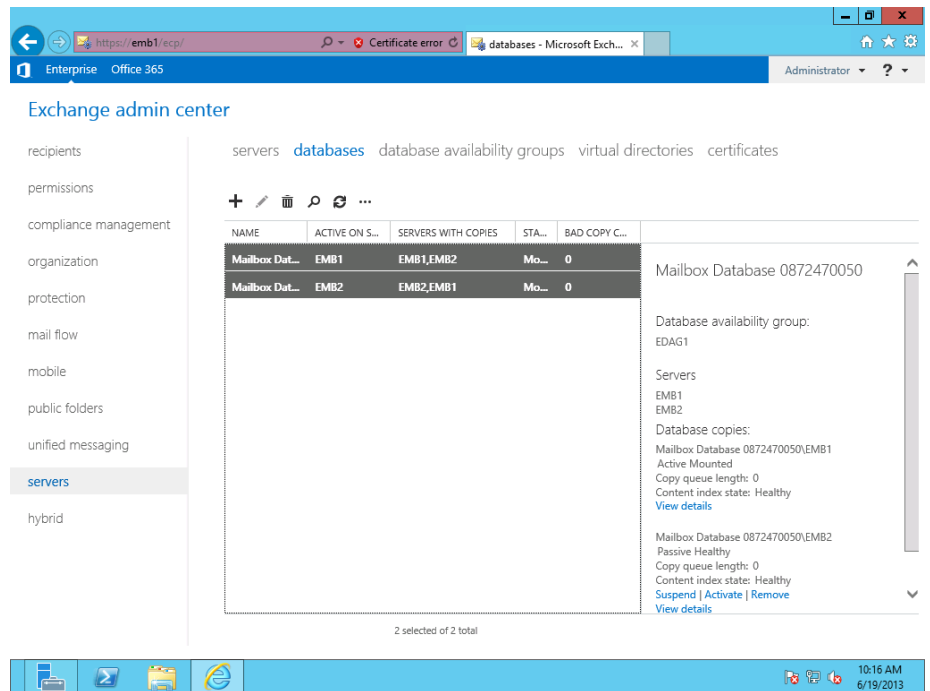 https://emb1/ecp/
Certificate error
databases - Microsoft Exch...
Enterprise Office 365
Administrator ?
Exchange admin center
recipients
permissions
compliance management
organization
protection
mail flow
mobile
public folders
unified messaging
servers
hybrid
servers databases database availability groups virtual directories certificates
NAME ACTIVE ON S... SERVERS WITH COPIES STA... BAD COPY C...
Mailbox Dat... EMB1 EMB1,EMB2 Mo... 0
Mailbox Dat... EMB2 EMB2,EMB1 Mo... 0
2 selected of 2 total
Mailbox Database 0872470050
Database availability group:
EDAG1
Servers
EMB1
EMB2
Database copies:
Mailbox Database 0872470050\EMB1
Active Mounted
Copy queue length: 0
Content index state: Healthy
View details
Mailbox Database 0872470050\EMB2
Passive Healthy
Copy queue length: 0
Content index state: Healthy
Suspend | Activate | Remove
View details
10:16 AM
6/19/2013